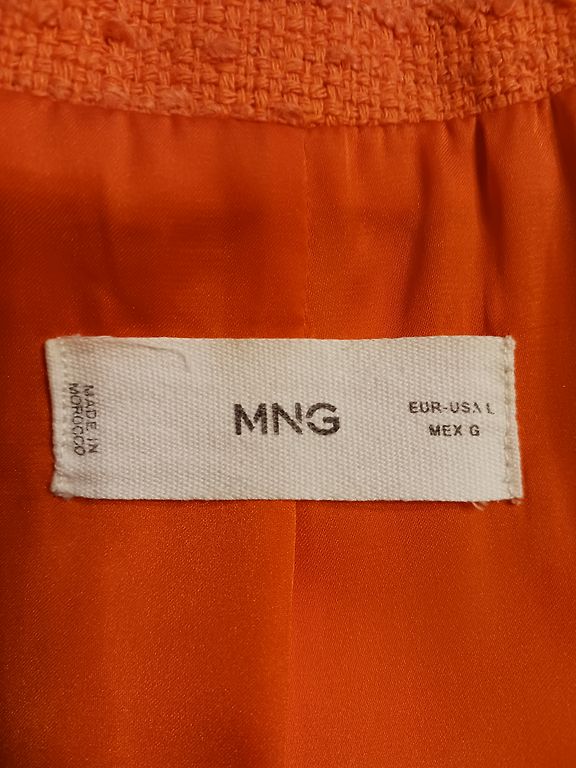 MADE IN
MOROCCO
MNG
EUR-USA L
MEX G